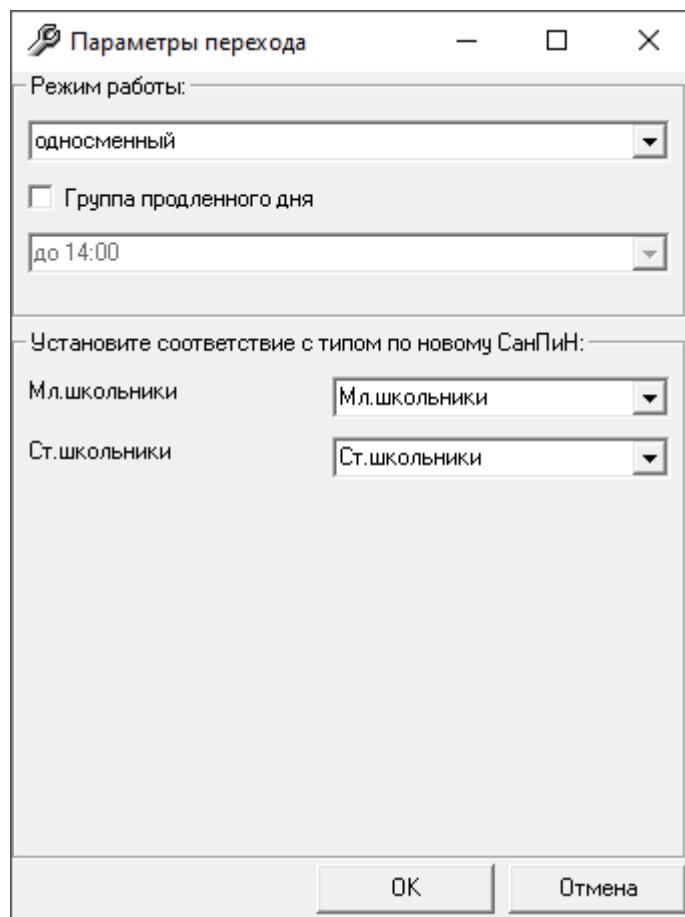 Параметры перехода
Режим работы:
односменный
Группа продленного дня
до 14:00
Установите соответствие с типом по новому СанПиН:
Мл.школьники Мл.школьники
Ст.школьники Ст.школьники
OK Отмена